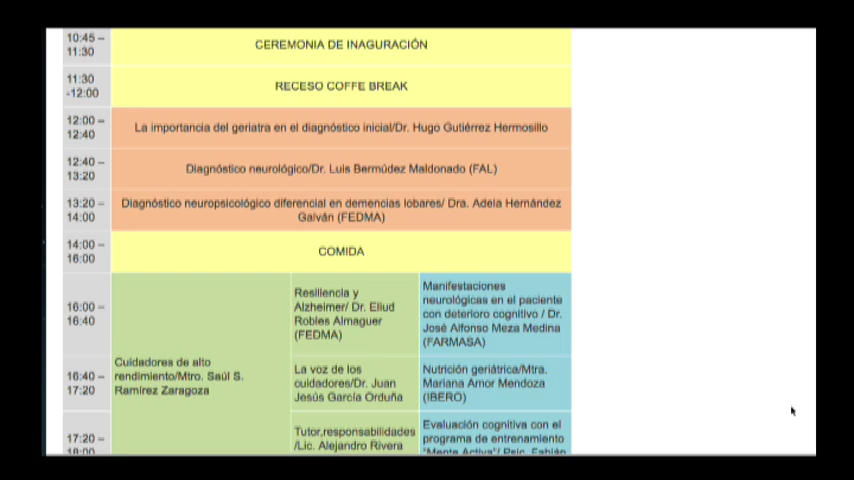 10:45 –
11:30
CEREMONIA DE INAGURACIÓN
11:30
-12:00
RECESO COFFE BREAK
12:00 –
12:40
La importancia del geriatra en el diagnóstico inicial/Dr. Hugo Gutiérrez Hermosillo
12:40 –
13:20
Diagnóstico neurológico/Dr. Luis Bermúdez Maldonado (FAL)
13:20 –
14:00
Diagnóstico neuropsicológico diferencial en demencias lobares/ Dra. Adela Hernández
Galván (FEDMA)
14:00 –
16:00
COMIDA
16:00 –
16:40
Cuidadores de alto
rendimiento/Mtro. Saúl S.
Ramírez Zaragoza
Resiliencia y
Alzheimer/ Dr. Eliud
Robles Almaguer
(FEDMA)
Manifestaciones
neurológicas en el paciente
con deterioro cognitivo / Dr.
José Alfonso Meza Medina
(FARMASA)
16:40 –
17:20
La voz de los
cuidadores/Dr. Juan
Jesús García Orduña
Nutrición geriátrica/Mtra.
Mariana Amor Mendoza
(IBERO)
17:20 –
18:00
Tutor,responsabilidades
/Lic. Alejandro Rivera
Evaluación cognitiva con el
programa de entrenamiento
"Mente Activa"/ Psic. Fabián